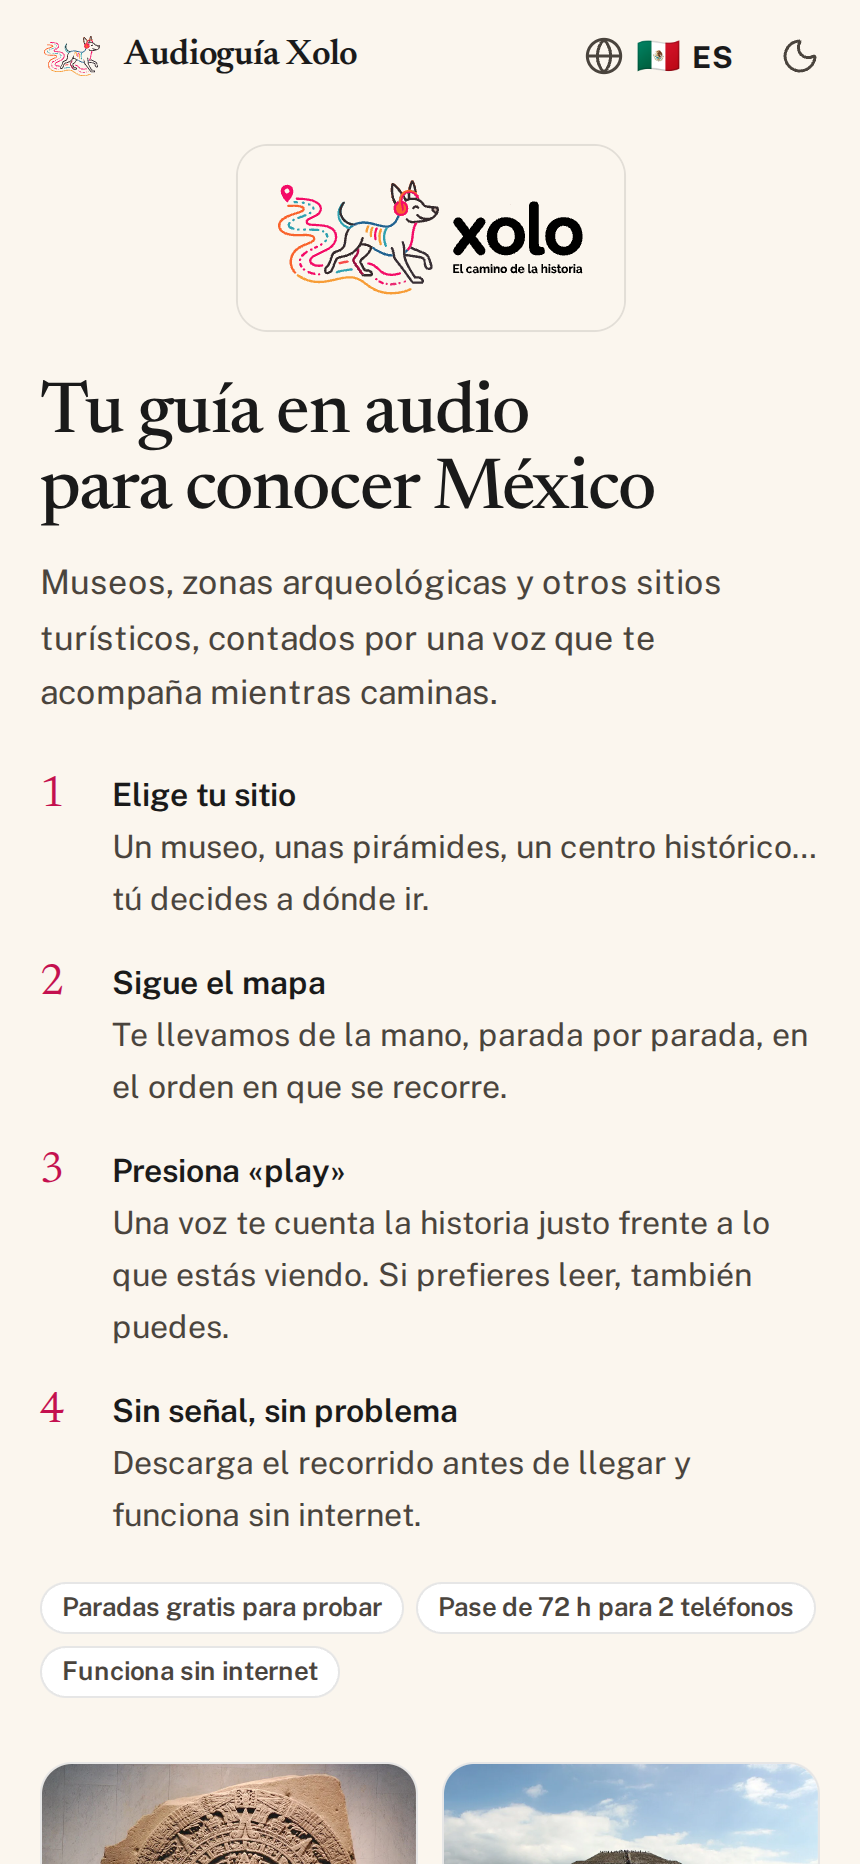 Audioguía Xolo
ES
xolo
El camino de la historia
Tu guía en audio
para conocer México
Museos, zonas arqueológicas y otros sitios
turísticos, contados por una voz que te
acompaña mientras caminas.
1 Elige tu sitio
Un museo, unas pirámides, un centro histórico...
tú decides a dónde ir.
2 Sigue el mapa
Te llevamos de la mano, parada por parada, en
el orden en que se recorre.
3 Presiona «play»
Una voz te cuenta la historia justo frente a lo
que estás viendo. Si prefieres leer, también
puedes.
4 Sin señal, sin problema
Descarga el recorrido antes de llegar y
funciona sin internet.
Paradas gratis para probar
Pase de 72 h para 2 teléfonos
Funciona sin internet